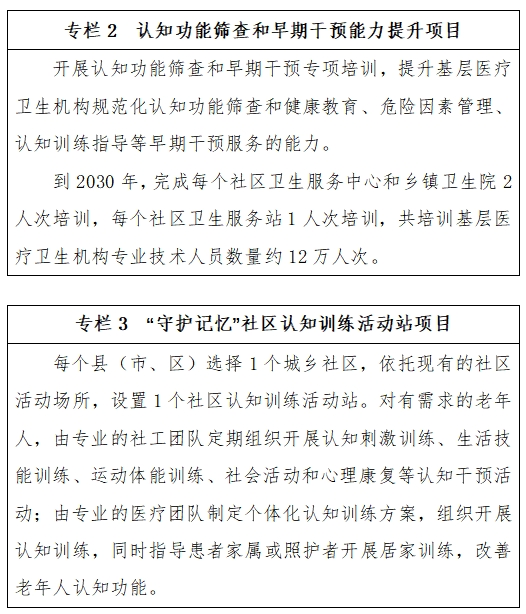 专栏 2　认知功能筛查和早期干预能力提升项目
开展认知功能筛查和早期干预专项培训，提升基层医疗
卫生机构规范化认知功能筛查和健康教育、危险因素管理、
认知训练指导等早期干预服务的能力。
到 2030 年，完成每个社区卫生服务中心和乡镇卫生院 2
人次培训，每个社区卫生服务站 1 人次培训，共培训基层医
疗卫生机构专业技术人员数量约 12 万人次。
专栏 3　“守护记忆”社区认知训练活动站项目
每个县（市、区）选择 1 个城乡社区，依托现有的社区
活动场所，设置 1 个社区认知训练活动站。对有需求的老年
人，由专业的社工团队定期组织开展认知刺激训练、生活技
能训练、运动体能训练、社会活动和心理康复等认知干预活
动；由专业的医疗团队制定个体化认知训练方案，组织开展
认知训练，同时指导患者家属或照护者开展居家训练，改善
老年人认知功能。